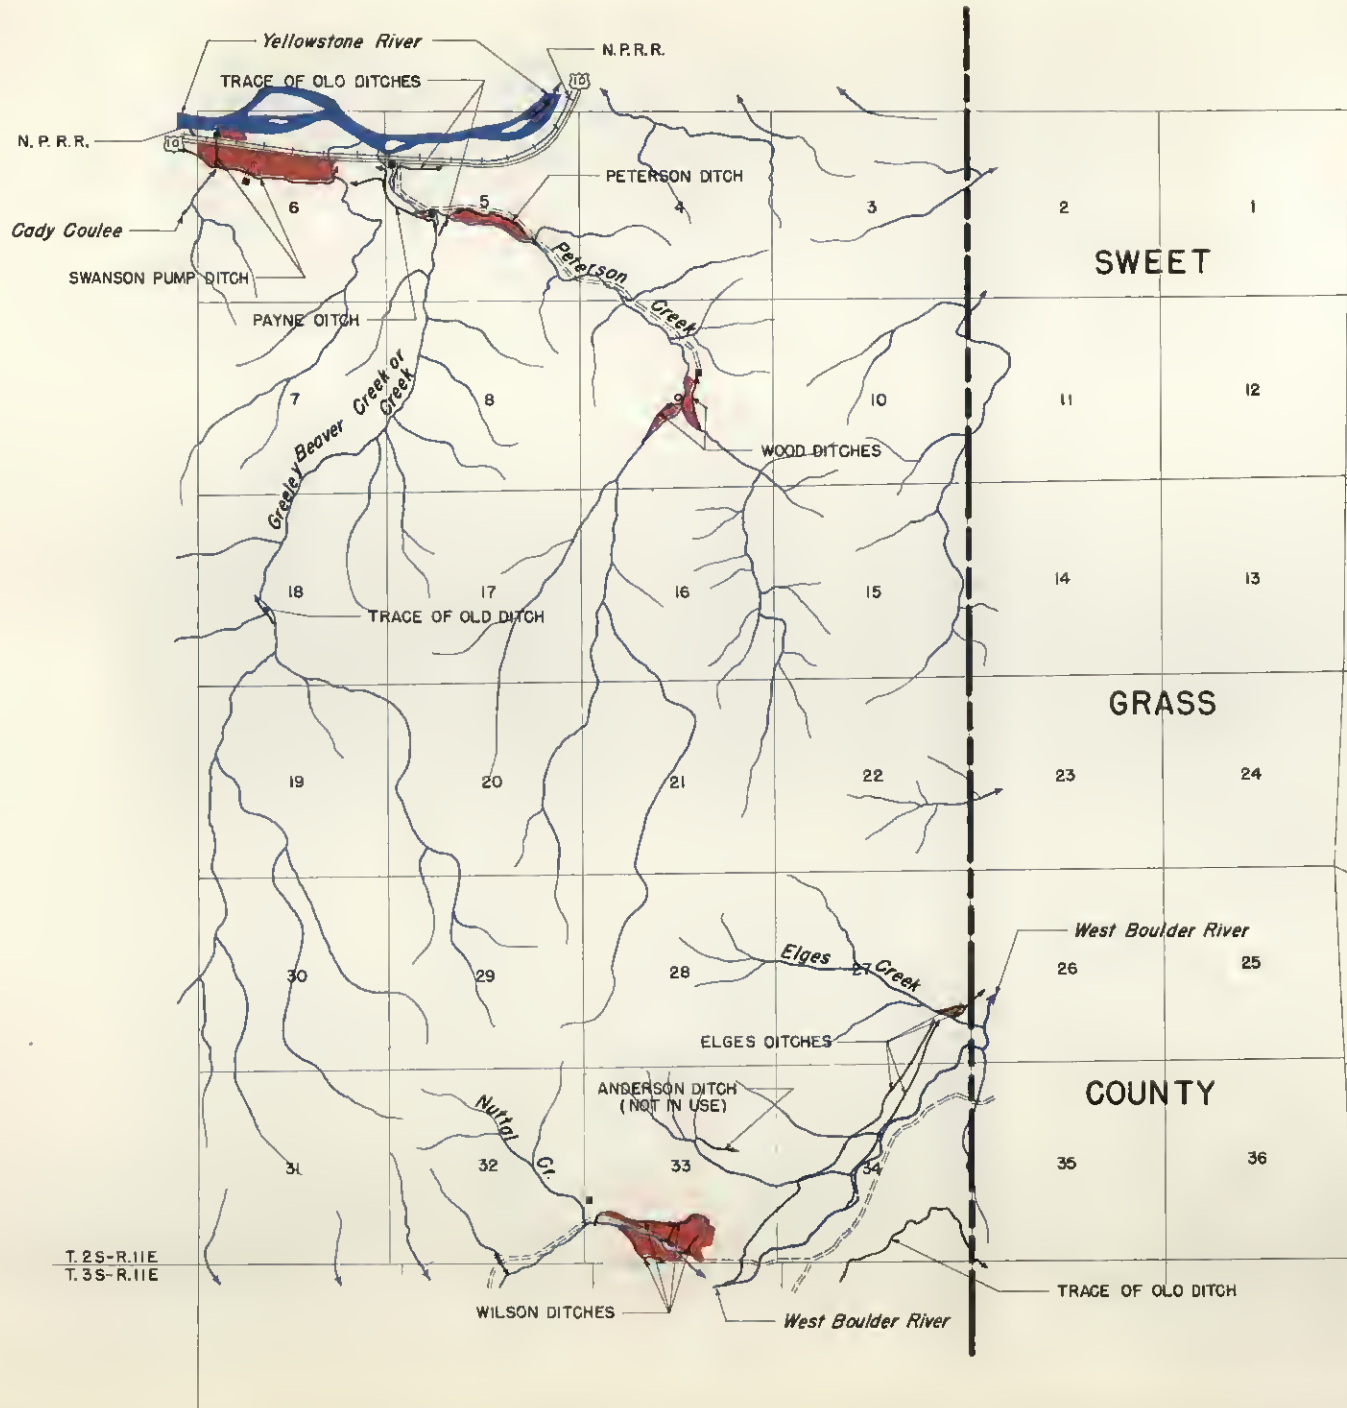 Yellowstone River
N.P.R.R.
TRACE OF OLD DITCHES
10
N. P. R. R.
10
PETERSON DITCH
6
5
4
3
2
1
Cady Coulee
SWEET
SWANSON PUMP DITCH
Peterson
Creek
PAYNE DITCH
7
8
9
10
11
12
Greeley
Beaver
Creek or
Creek
WOOD DITCHES
18
17
16
15
14
13
TRACE OF OLD DITCH
GRASS
19
20
21
22
23
24
West Boulder River
Elges
Creek
30
29
28
27
26
25
ELGES DITCHES
ANDERSON DITCH
(NOT IN USE)
COUNTY
Nuttal
Cr.
31
32
33
34
35
36
T. 2S-R.11E
T. 3S-R.11E
TRACE OF OLD DITCH
WILSON DITCHES
West Boulder River